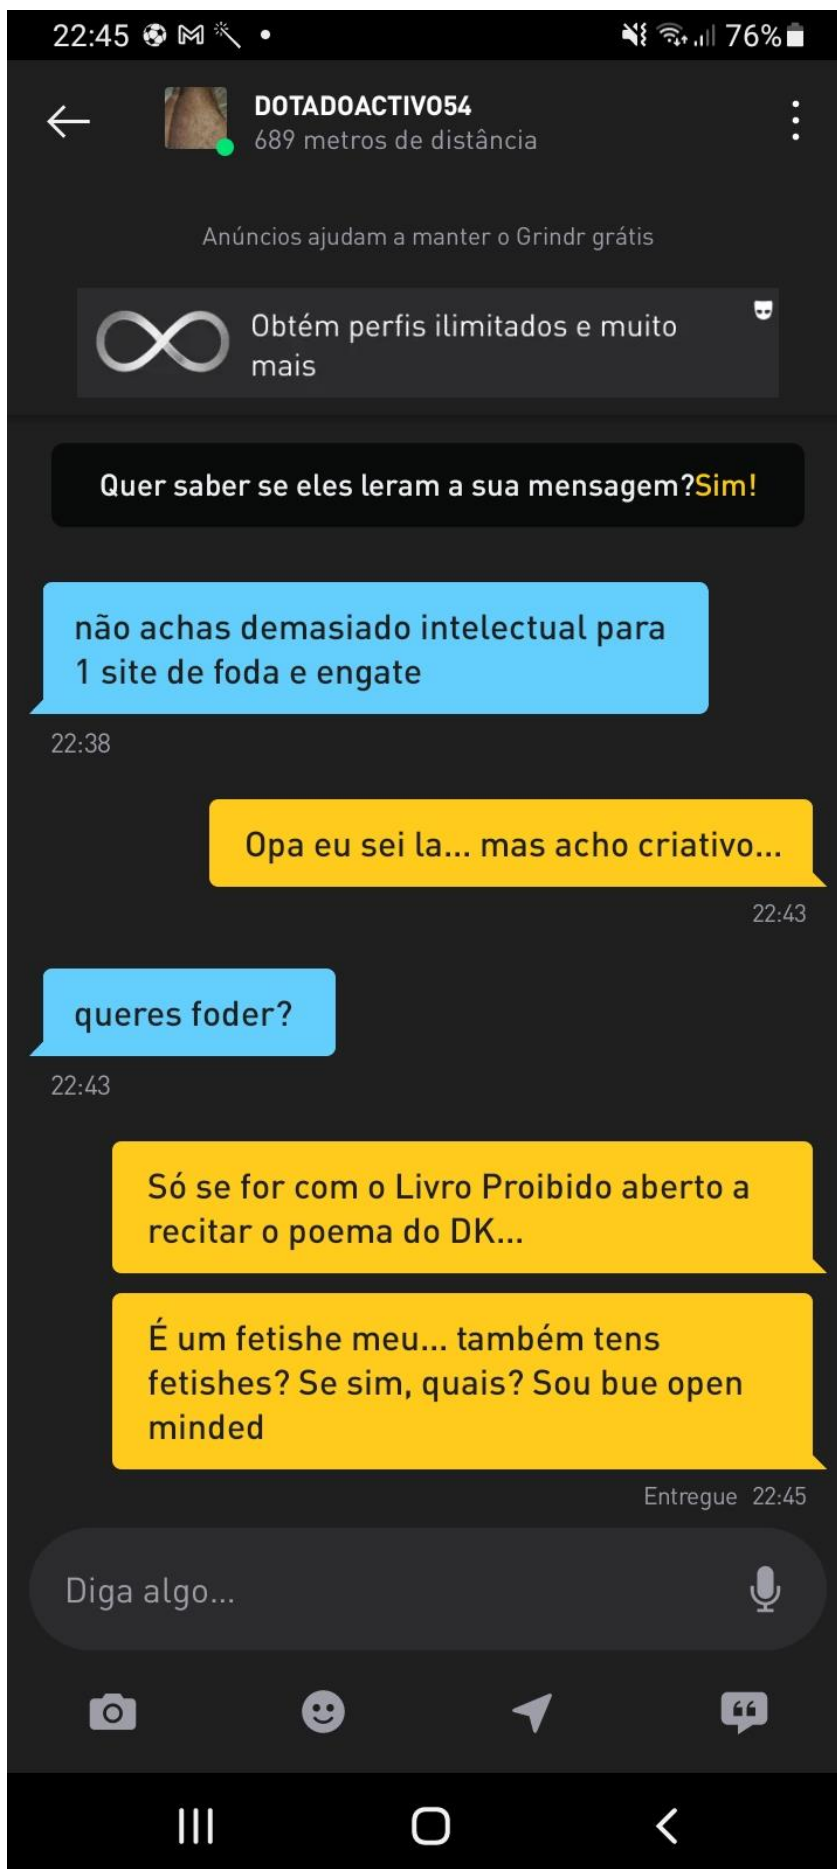 22:45
76%
DOTADOACTIVO54
689 metros de distância
Anúncios ajudam a manter o Grindr grátis
Obtém perfis ilimitados e muito
mais
Quer saber se eles leram a sua mensagem?Sim!
não achas demasiado intelectual para
1 site de foda e engate
22:38
Opa eu sei la... mas acho criativo...
22:43
queres foder?
22:43
Só se for com o Livro Proibido aberto a
recitar o poema do DK...
É um fetishe meu... também tens
fetishes? Se sim, quais? Sou bue open
minded
Entregue 22:45
Diga algo...